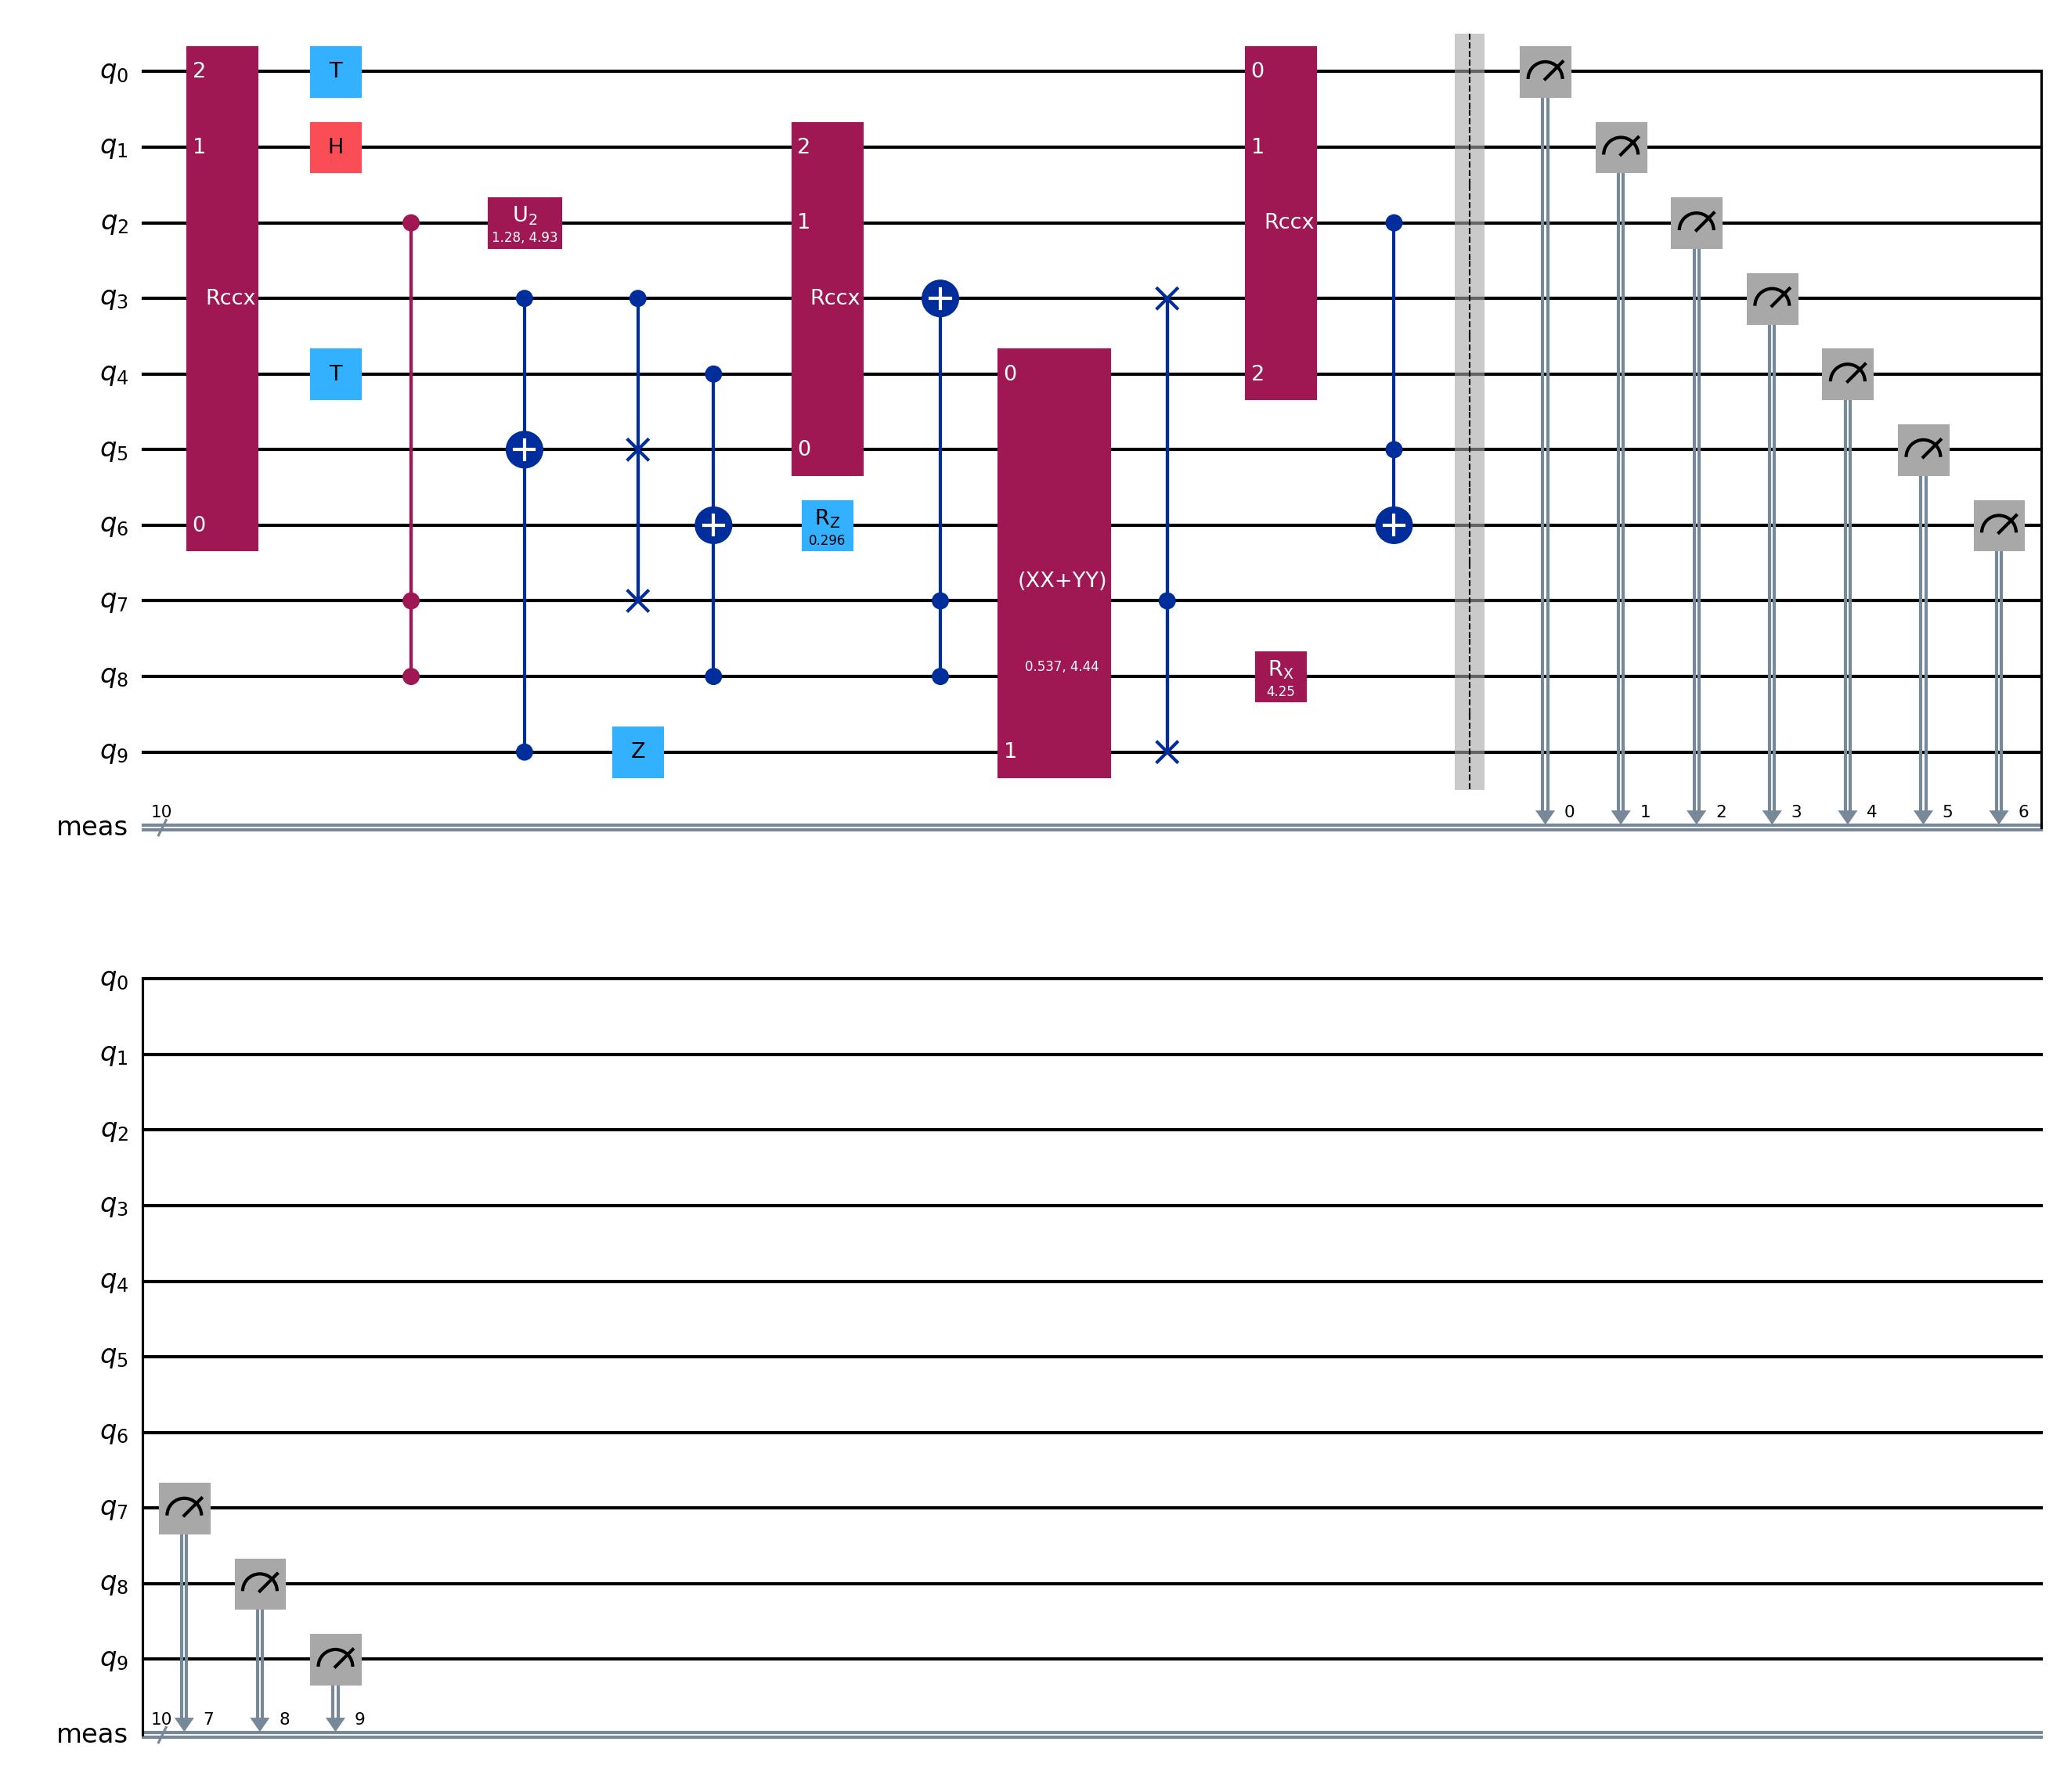 q0 2 T 0
q1 1 H 2 1
q2 U2 1 Rccx
1.28, 4.93
q3 Rccx Rccx
q4 T 0 2
q5 0
q6 0 RZ
0.296
(XX+YY)
q7
q8 0.537, 4.44 RX
4.25
q9 Z 1
meas 10 0 1 2 3 4 5 6
q0
q1
q2
q3
q4
q5
q6
q7
q8
q9
meas 10 7 8 9